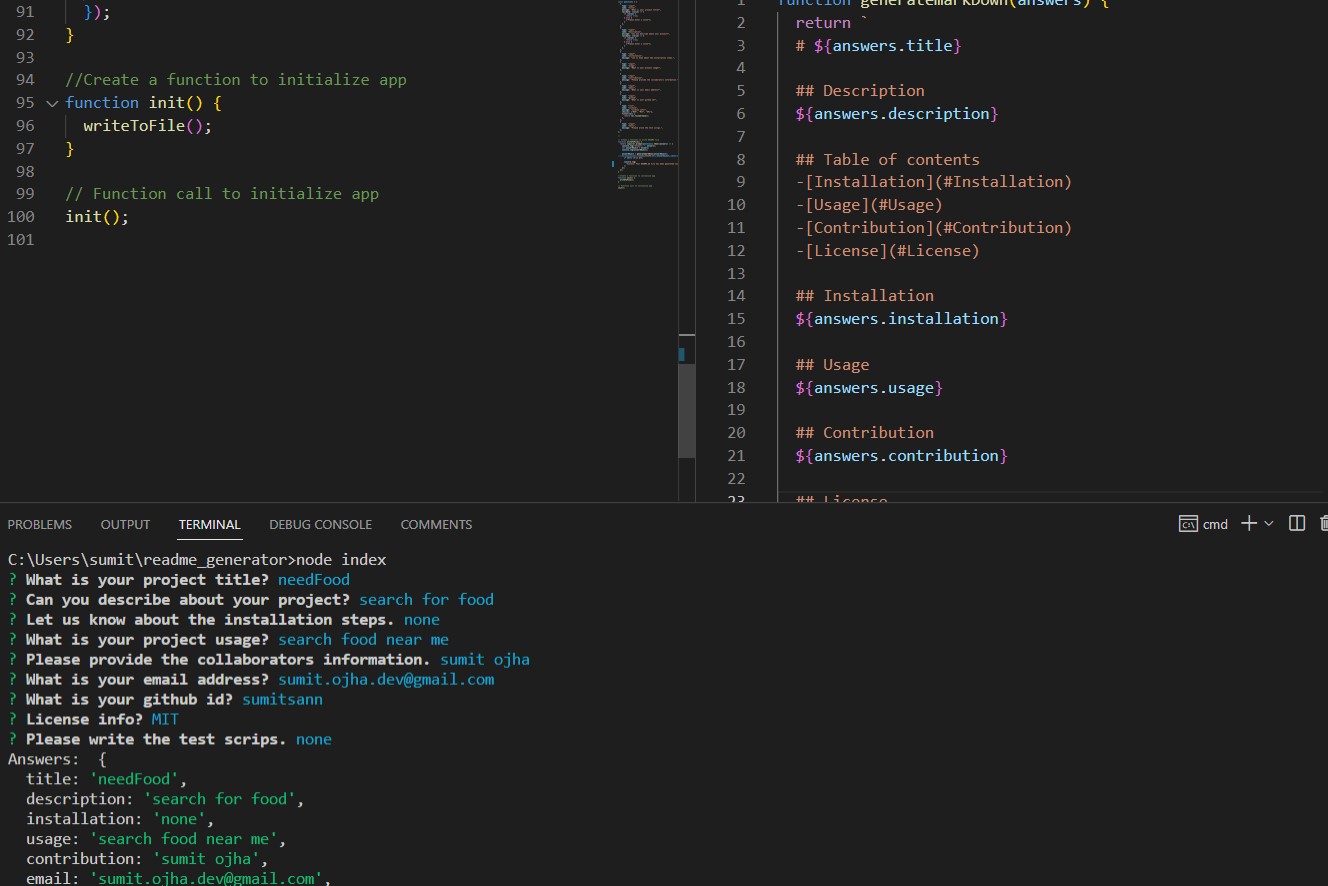 91 });
92 }
93
94 //Create a function to initialize app
95 function init() {
96 writeToFile();
97 }
98
99 // Function call to initialize app
100 init();
101
1 function generateMarkDown(answers) {
2 return `
3 # ${answers.title}
4
5 ## Description
6 ${answers.description}
7
8 ## Table of contents
9 -[Installation](#Installation)
10 -[Usage](#Usage)
11 -[Contribution](#Contribution)
12 -[License](#License)
13
14 ## Installation
15 ${answers.installation}
16
17 ## Usage
18 ${answers.usage}
19
20 ## Contribution
21 ${answers.contribution}
22
23 ## License
PROBLEMS OUTPUT TERMINAL DEBUG CONSOLE COMMENTS cmd
C:\Users\sumit\readme_generator>node index
? What is your project title? needFood
? Can you describe about your project? search for food
? Let us know about the installation steps. none
? What is your project usage? search food near me
? Please provide the collaborators information. sumit ojha
? What is your email address? sumit.ojha.dev@gmail.com
? What is your github id? sumitsann
? License info? MIT
? Please write the test scrips. none
Answers: {
title: 'needFood',
description: 'search for food',
installation: 'none',
usage: 'search food near me',
contribution: 'sumit ojha',
email: 'sumit.ojha.dev@gmail.com',